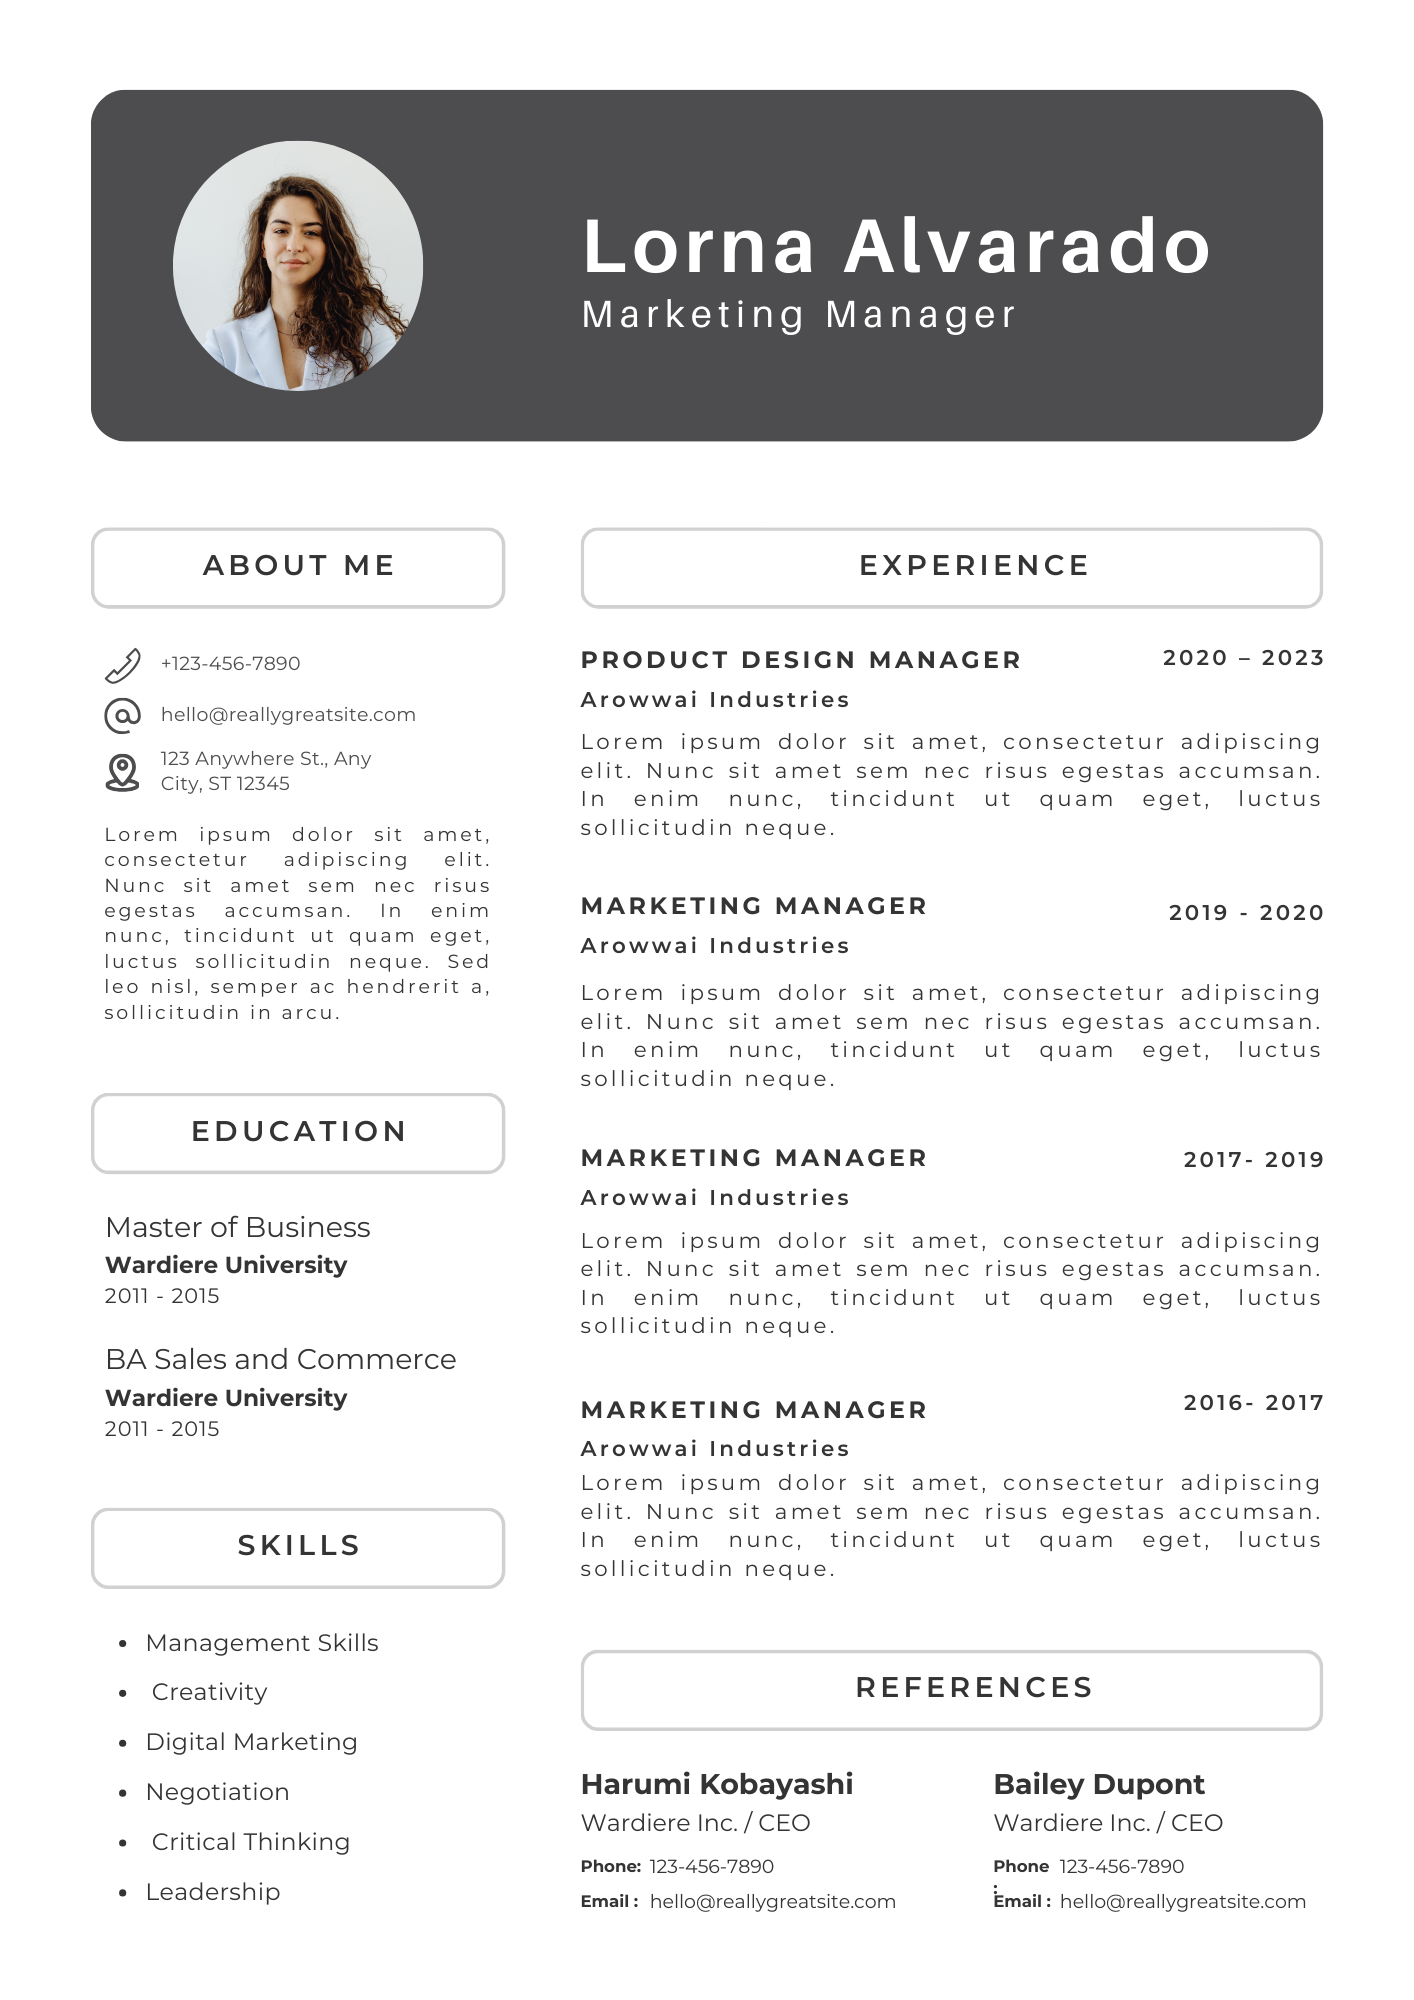 Lorna Alvarado
Marketing Manager
ABOUT ME
+123-456-7890
hello@reallygreatsite.com
123 Anywhere St., Any
City, ST 12345
Lorem ipsum dolor sit amet,
consectetur adipiscing elit.
Nunc sit amet sem nec risus
egestas accumsan. In enim
nunc, tincidunt ut quam eget,
luctus sollicitudin neque. Sed
leo nisl, semper ac hendrerit a,
sollicitudin in arcu.
EDUCATION
Master of Business
Wardiere University
2011 - 2015
BA Sales and Commerce
Wardiere University
2011 - 2015
SKILLS
• Management Skills
• Creativity
• Digital Marketing
• Negotiation
• Critical Thinking
• Leadership
EXPERIENCE
PRODUCT DESIGN MANAGER 2020 – 2023
Arowwai Industries
Lorem ipsum dolor sit amet, consectetur adipiscing
elit. Nunc sit amet sem nec risus egestas accumsan.
In enim nunc, tincidunt ut quam eget, luctus
sollicitudin neque.
MARKETING MANAGER 2019 - 2020
Arowwai Industries
Lorem ipsum dolor sit amet, consectetur adipiscing
elit. Nunc sit amet sem nec risus egestas accumsan.
In enim nunc, tincidunt ut quam eget, luctus
sollicitudin neque.
MARKETING MANAGER 2017- 2019
Arowwai Industries
Lorem ipsum dolor sit amet, consectetur adipiscing
elit. Nunc sit amet sem nec risus egestas accumsan.
In enim nunc, tincidunt ut quam eget, luctus
sollicitudin neque.
MARKETING MANAGER 2016- 2017
Arowwai Industries
Lorem ipsum dolor sit amet, consectetur adipiscing
elit. Nunc sit amet sem nec risus egestas accumsan.
In enim nunc, tincidunt ut quam eget, luctus
sollicitudin neque.
REFERENCES
Harumi Kobayashi
Wardiere Inc. / CEO
Phone: 123-456-7890
Email : hello@reallygreatsite.com
Bailey Dupont
Wardiere Inc. / CEO
Phone 123-456-7890
:
Email : hello@reallygreatsite.com